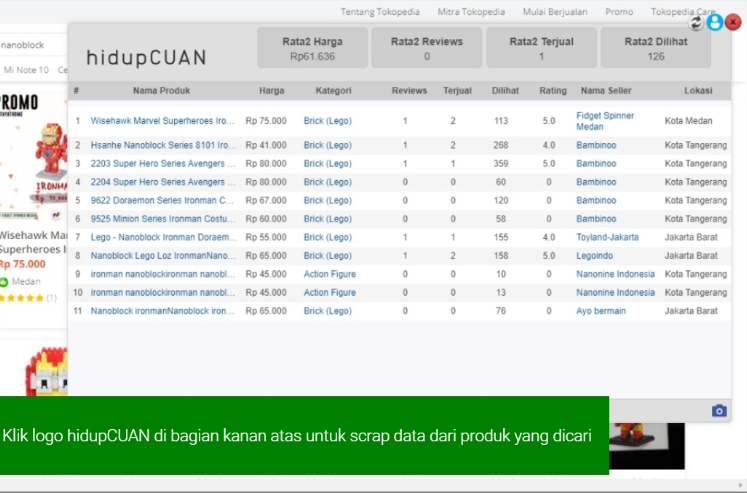 Tentang Tokopedia Mitra Tokopedia Mulai Berjualan Promo Tokopedia Care
nanoblock
Mi Note 10 Ce
hidupCUAN
Rata2 Harga
Rp61.636
Rata2 Reviews
0
Rata2 Terjual
1
Rata2 Dilihat
126
# Nama Produk Harga Kategori Reviews Terjual Dilihat Rating Nama Seller Lokasi
1 Wisehawk Marvel Superheroes Iro... Rp 75.000 Brick (Lego) 1 2 113 5.0 Fidget Spinner Medan Kota Medan
2 Hsanhe Nanoblock Series 8101 Iro... Rp 41.000 Brick (Lego) 1 2 268 4.0 Bambinoo Kota Tangerang
3 2203 Super Hero Series Avengers ... Rp 80.000 Brick (Lego) 1 1 359 5.0 Bambinoo Kota Tangerang
4 2204 Super Hero Series Avengers ... Rp 80.000 Brick (Lego) 0 0 60 0 Bambinoo Kota Tangerang
5 9622 Doraemon Series Ironman C... Rp 67.000 Brick (Lego) 0 0 120 0 Bambinoo Kota Tangerang
6 9525 Minion Series Ironman Costu... Rp 60.000 Brick (Lego) 0 0 58 0 Bambinoo Kota Tangerang
7 Lego - Nanoblock Ironman Doraem... Rp 55.000 Brick (Lego) 1 1 155 4.0 Toyland-Jakarta Jakarta Barat
8 Nanoblock Lego Loz IronmanNano... Rp 65.000 Brick (Lego) 1 2 158 5.0 Legoindo Jakarta Barat
9 ironman nanoblockironman nanobl... Rp 45.000 Action Figure 0 0 10 0 Nanonine Indonesia Kota Tangerang
10 ironman nanoblockironman nanobl... Rp 45.000 Action Figure 0 0 13 0 Nanonine Indonesia Kota Tangerang
11 Nanoblock ironmanNanoblock iron... Rp 65.000 Brick (Lego) 0 0 76 0 Ayo bermain Jakarta Barat
PROMO
IRONMA
Wisehawk Mar
Superheroes I
Rp 75.000
Medan
(1)
Klik logo hidupCUAN di bagian kanan atas untuk scrap data dari produk yang dicari